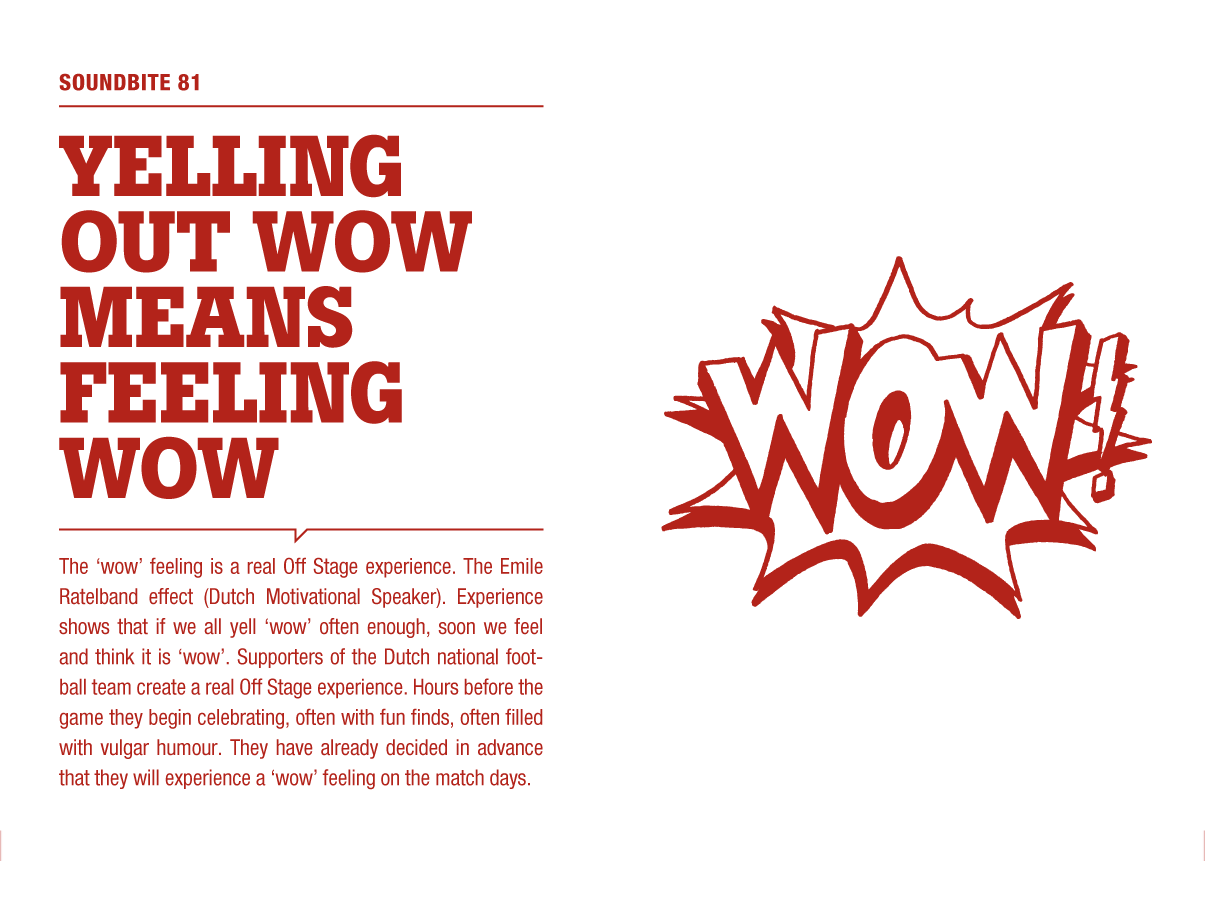 SOUNDBITE 81
YELLING
OUT WOW
MEANS
FEELING
WOW
The ‘wow’ feeling is a real Off Stage experience. The Emile
Ratelband effect (Dutch Motivational Speaker). Experience
shows that if we all yell ‘wow’ often enough, soon we feel
and think it is ‘wow’. Supporters of the Dutch national foot-
ball team create a real Off Stage experience. Hours before the
game they begin celebrating, often with fun finds, often filled
with vulgar humour. They have already decided in advance
that they will experience a ‘wow’ feeling on the match days.
WOW!